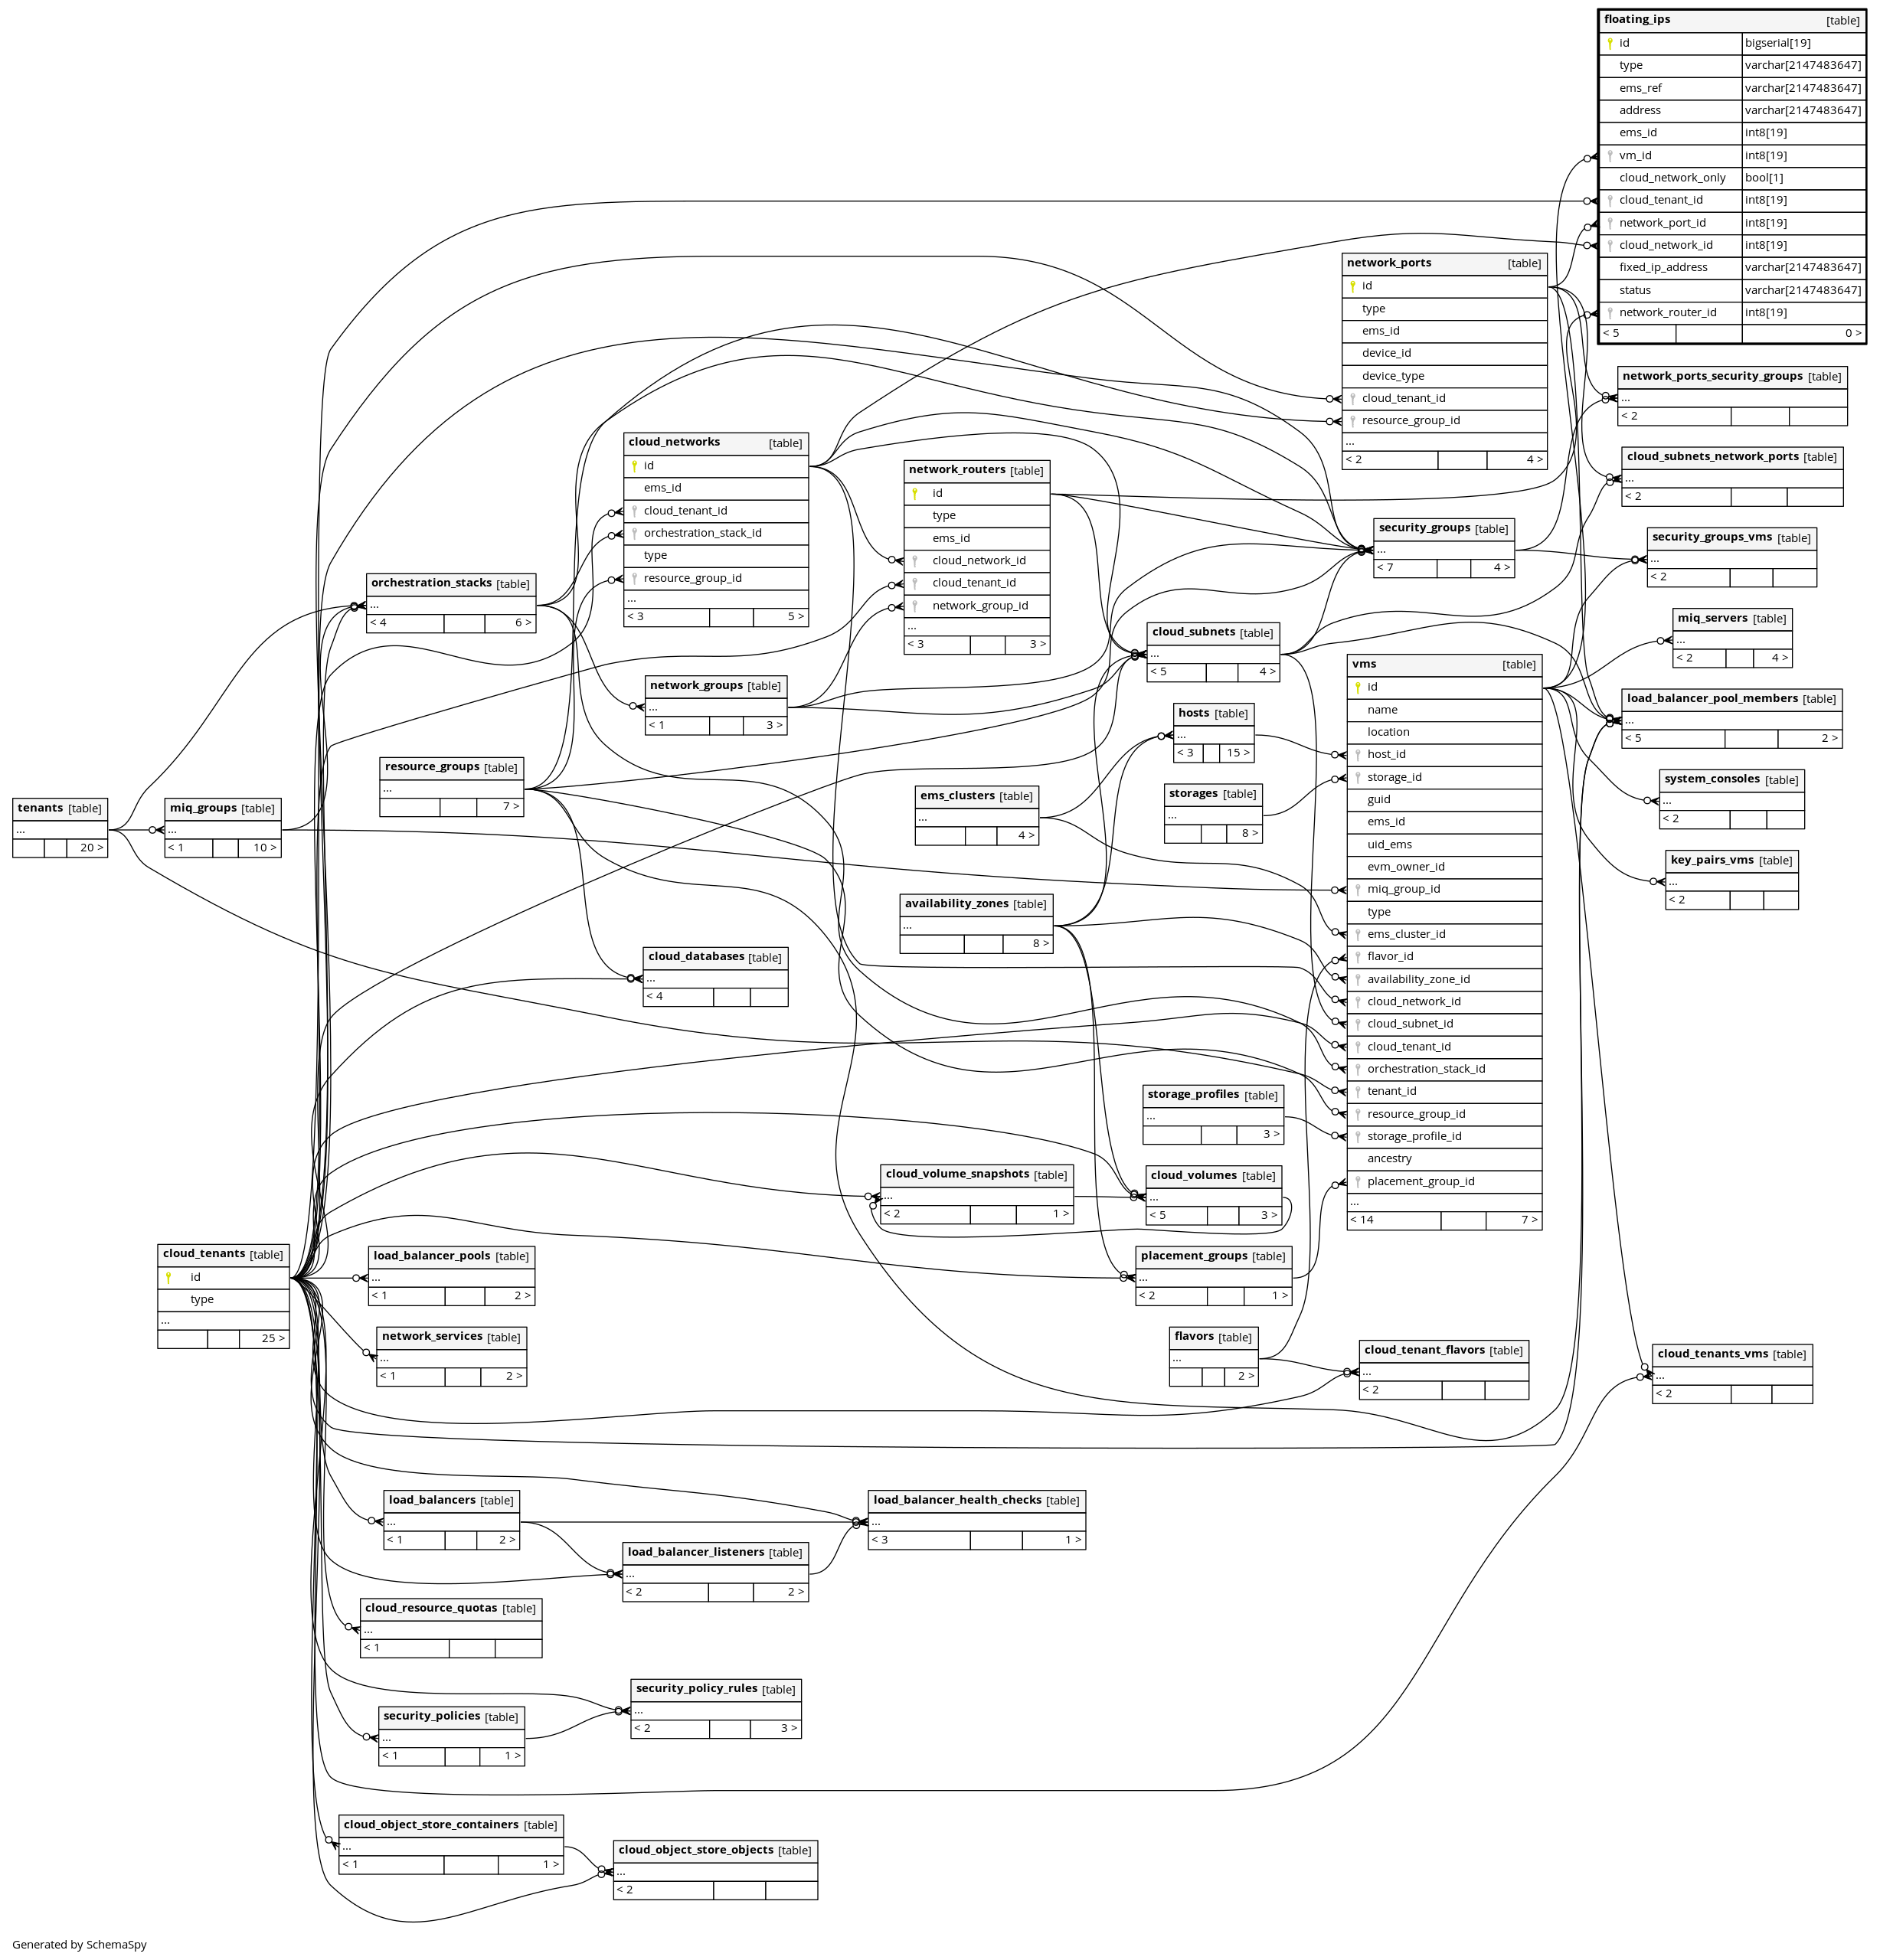 floating_ips [table]
id bigserial[19]
type varchar[2147483647]
ems_ref varchar[2147483647]
address varchar[2147483647]
ems_id int8[19]
vm_id int8[19]
cloud_network_only bool[1]
cloud_tenant_id int8[19]
network_port_id int8[19]
cloud_network_id int8[19]
fixed_ip_address varchar[2147483647]
status varchar[2147483647]
network_router_id int8[19]
< 5 0 >
network_ports [table]
id
type
ems_id
device_id
device_type
cloud_tenant_id
resource_group_id
...
< 2 4 >
network_ports_security_groups [table]
...
< 2
cloud_subnets_network_ports [table]
...
< 2
cloud_networks [table]
id
ems_id
cloud_tenant_id
orchestration_stack_id
type
resource_group_id
...
< 3 5 >
network_routers [table]
id
type
ems_id
cloud_network_id
cloud_tenant_id
network_group_id
...
< 3 3 >
security_groups [table]
...
< 7 4 >
security_groups_vms [table]
...
< 2
orchestration_stacks [table]
...
< 4 6 >
miq_servers [table]
...
< 2 4 >
cloud_subnets [table]
...
< 5 4 >
vms [table]
id
name
location
host_id
storage_id
guid
ems_id
uid_ems
evm_owner_id
miq_group_id
type
ems_cluster_id
flavor_id
availability_zone_id
cloud_network_id
cloud_subnet_id
cloud_tenant_id
orchestration_stack_id
tenant_id
resource_group_id
storage_profile_id
ancestry
placement_group_id
...
< 14 7 >
network_groups [table]
...
< 1 3 >
load_balancer_pool_members [table]
...
< 5 2 >
hosts [table]
...
< 3 15 >
resource_groups [table]
...
7 >
system_consoles [table]
...
< 2
ems_clusters [table]
...
4 >
storages [table]
...
8 >
tenants [table]
...
20 >
miq_groups [table]
...
< 1 10 >
key_pairs_vms [table]
...
< 2
availability_zones [table]
...
8 >
cloud_databases [table]
...
< 4
storage_profiles [table]
...
3 >
cloud_volume_snapshots [table]
...
< 2 1 >
cloud_volumes [table]
...
< 5 3 >
cloud_tenants [table]
id
type
...
25 >
load_balancer_pools [table]
...
< 1 2 >
placement_groups [table]
...
< 2 1 >
network_services [table]
...
< 1 2 >
flavors [table]
...
2 >
cloud_tenant_flavors [table]
...
< 2
cloud_tenants_vms [table]
...
< 2
load_balancers [table]
...
< 1 2 >
load_balancer_health_checks [table]
...
< 3 1 >
load_balancer_listeners [table]
...
< 2 2 >
cloud_resource_quotas [table]
...
< 1
security_policy_rules [table]
...
< 2 3 >
security_policies [table]
...
< 1 1 >
cloud_object_store_containers [table]
...
< 1 1 >
cloud_object_store_objects [table]
...
< 2
Generated by SchemaSpy